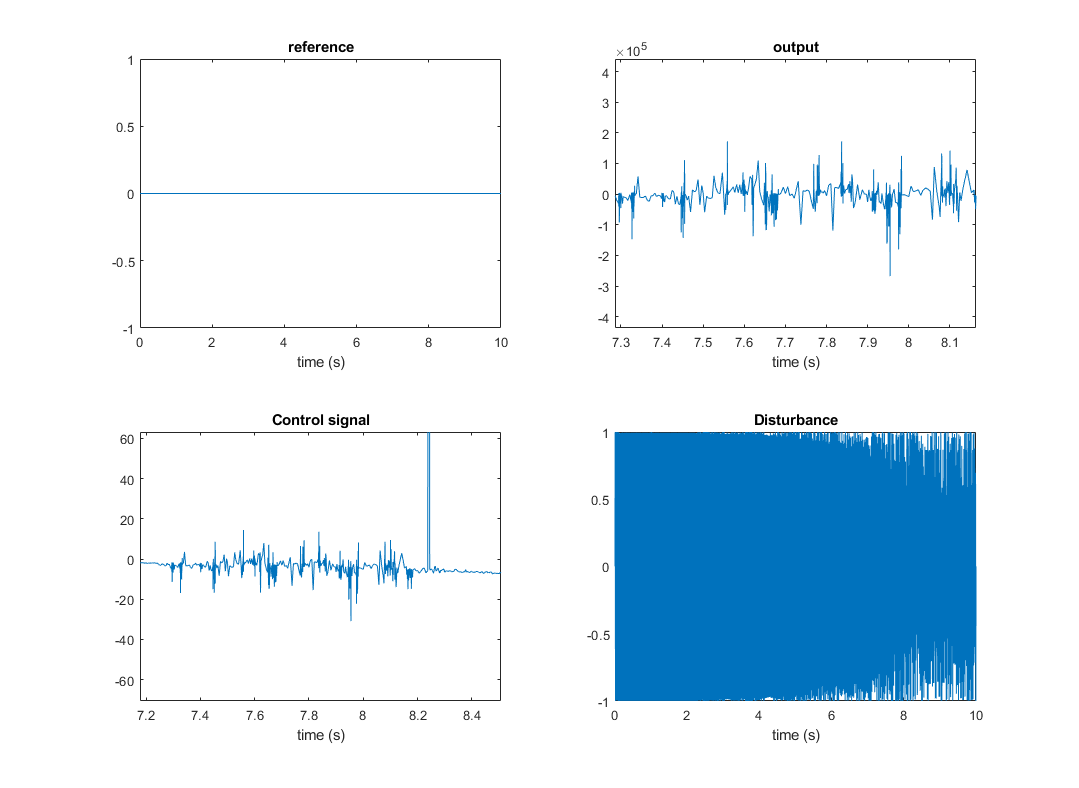 reference
1
0.5
0
-0.5
-1
0 2 4 6 8 10
time (s)
output
×10^5
4
3
2
1
0
-1
-2
-3
-4
7.3 7.4 7.5 7.6 7.7 7.8 7.9 8 8.1
time (s)
Control signal
60
40
20
0
-20
-40
-60
7.2 7.4 7.6 7.8 8 8.2 8.4
time (s)
Disturbance
1
0.5
0
-0.5
-1
0 2 4 6 8 10
time (s)